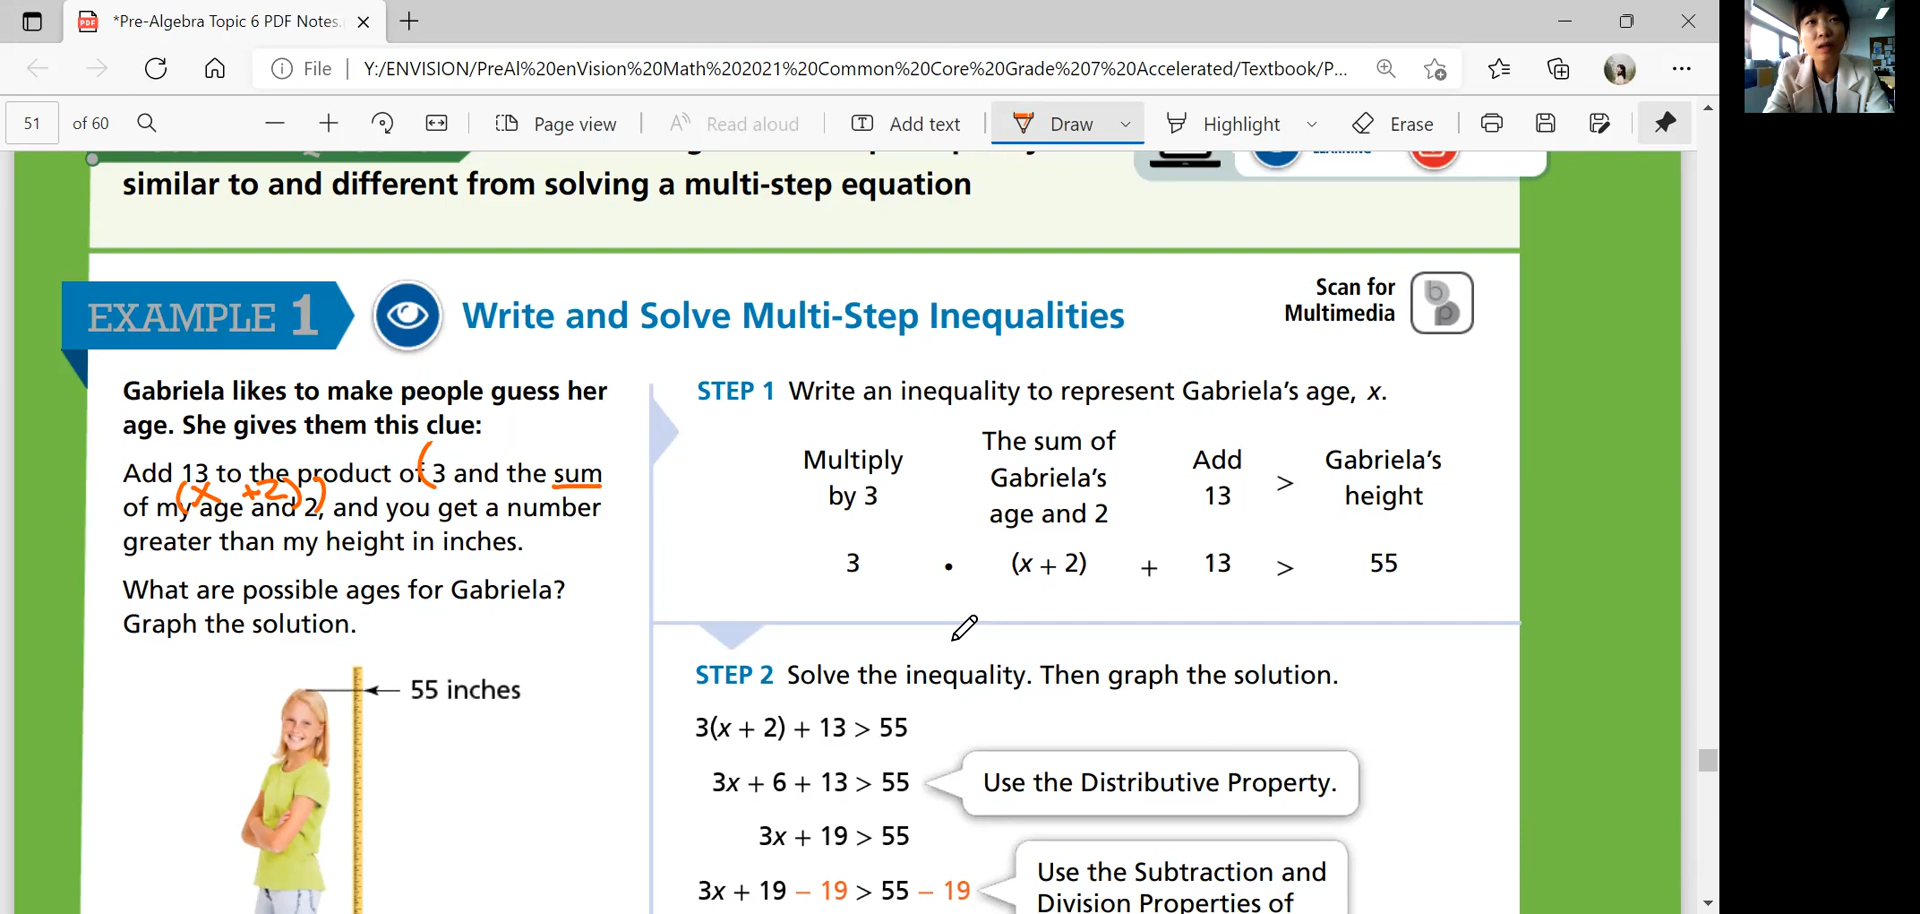 *Pre-Algebra Topic 6 PDF Notes.
File
Y:/ENVISION/PreAl%20enVision%20Math%202021%20Common%20Core%20Grade%207%20Accelerated/Textbook/P...
51 of 60
Page view
Read aloud
Add text
Draw
Highlight
Erase
similar to and different from solving a multi-step equation
EXAMPLE 1
Write and Solve Multi-Step Inequalities
Scan for
Multimedia
Gabriela likes to make people guess her
age. She gives them this clue:
Add 13 to the product of (3 and the sum
(x +2))
of my age and 2, and you get a number
greater than my height in inches.
What are possible ages for Gabriela?
Graph the solution.
55 inches
STEP 1 Write an inequality to represent Gabriela's age, x.
Multiply
by 3
The sum of
Gabriela's
age and 2
Add
13
>
Gabriela's
height
3 • (x + 2) + 13 > 55
STEP 2 Solve the inequality. Then graph the solution.
3(x + 2) + 13 > 55
3x + 6 + 13 > 55
Use the Distributive Property.
3x + 19 > 55
3x + 19 − 19 > 55 − 19
Use the Subtraction and
Division Properties of